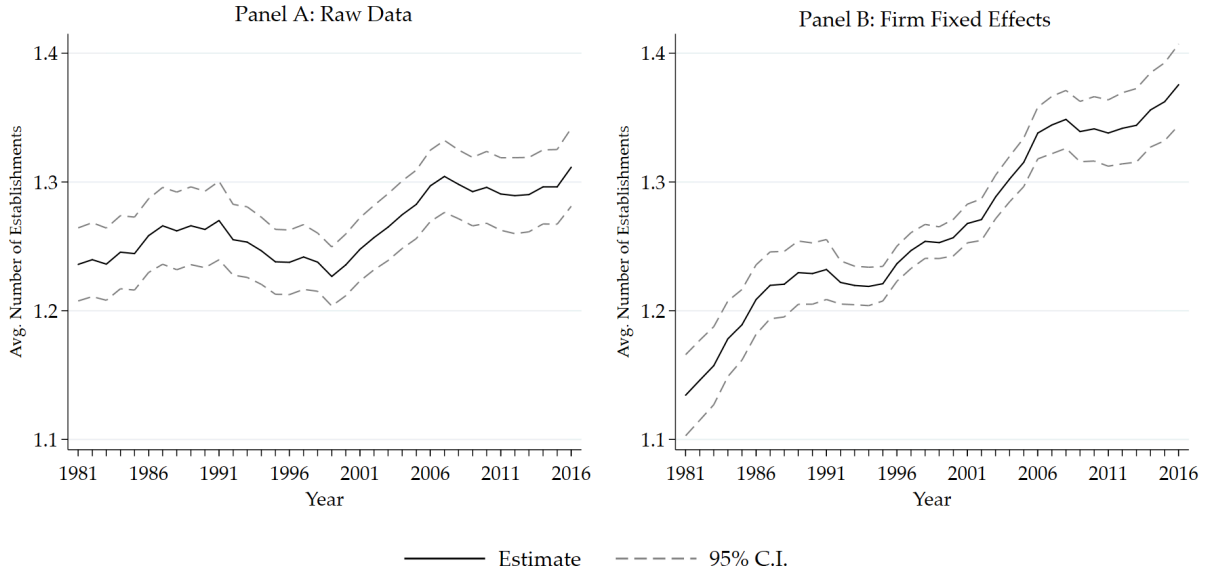 Panel A: Raw Data
Avg. Number of Establishments
1.4
1.3
1.2
1.1
1981 1986 1991 1996 2001 2006 2011 2016
Year
Panel B: Firm Fixed Effects
Avg. Number of Establishments
1.4
1.3
1.2
1.1
1981 1986 1991 1996 2001 2006 2011 2016
Year
Estimate 95% C.I.